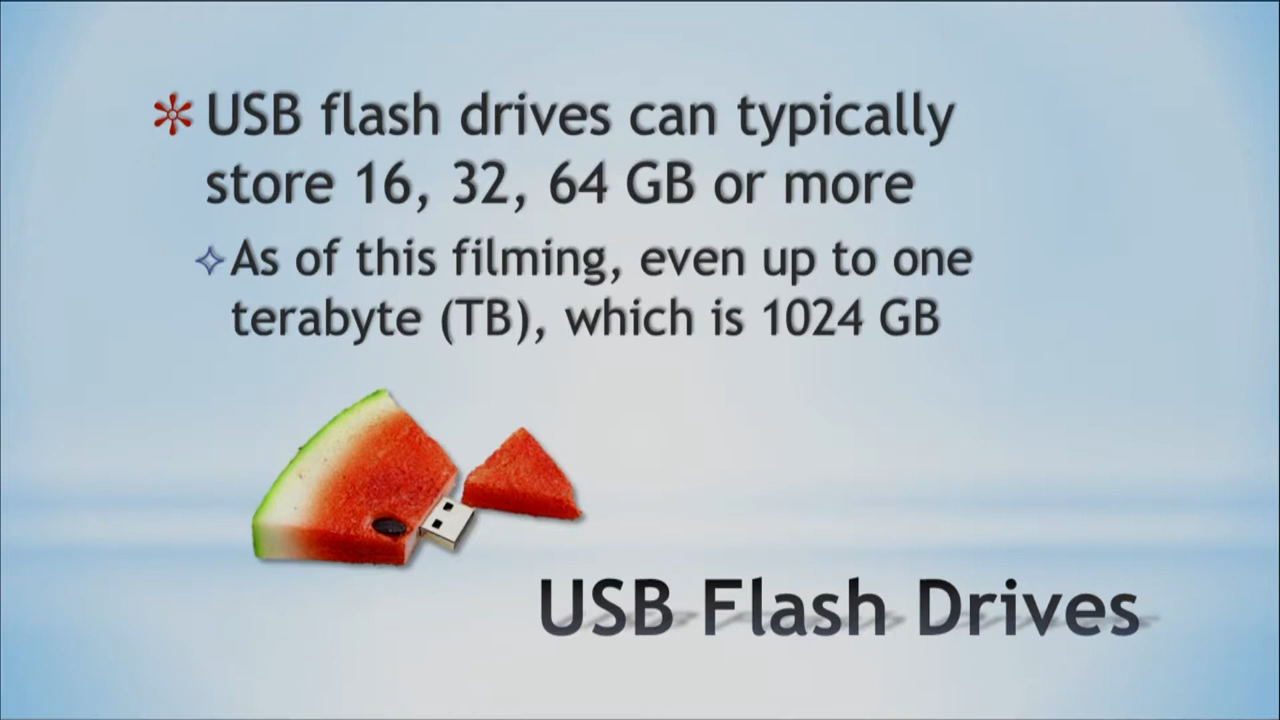 USB flash drives can typically
store 16, 32, 64 GB or more
As of this filming, even up to one
terabyte (TB), which is 1024 GB
USB Flash Drives